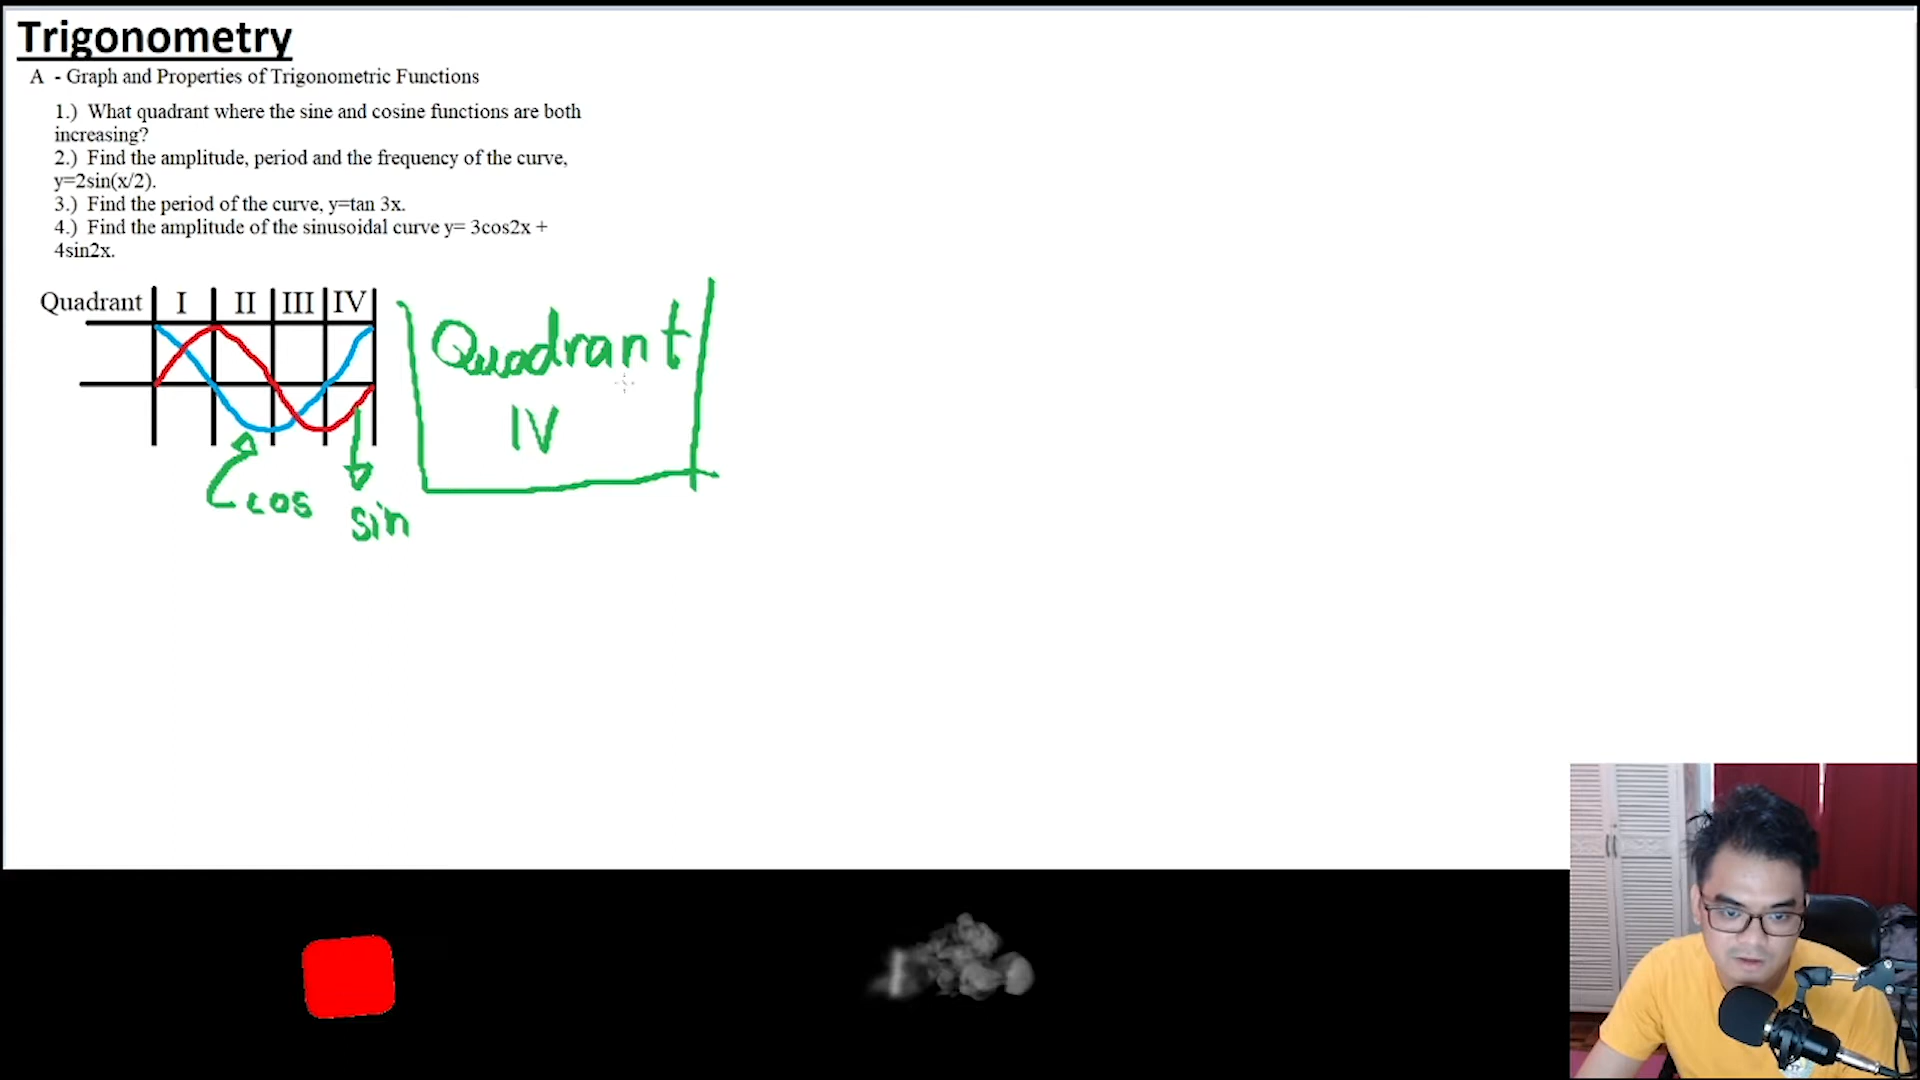 Trigonometry
A - Graph and Properties of Trigonometric Functions
1.) What quadrant where the sine and cosine functions are both
increasing?
2.) Find the amplitude, period and the frequency of the curve,
y=2sin(x/2).
3.) Find the period of the curve, y=tan 3x.
4.) Find the amplitude of the sinusoidal curve y= 3cos2x +
4sin2x.
Quadrant I II III IV
Quadrant
IV
cos
sin